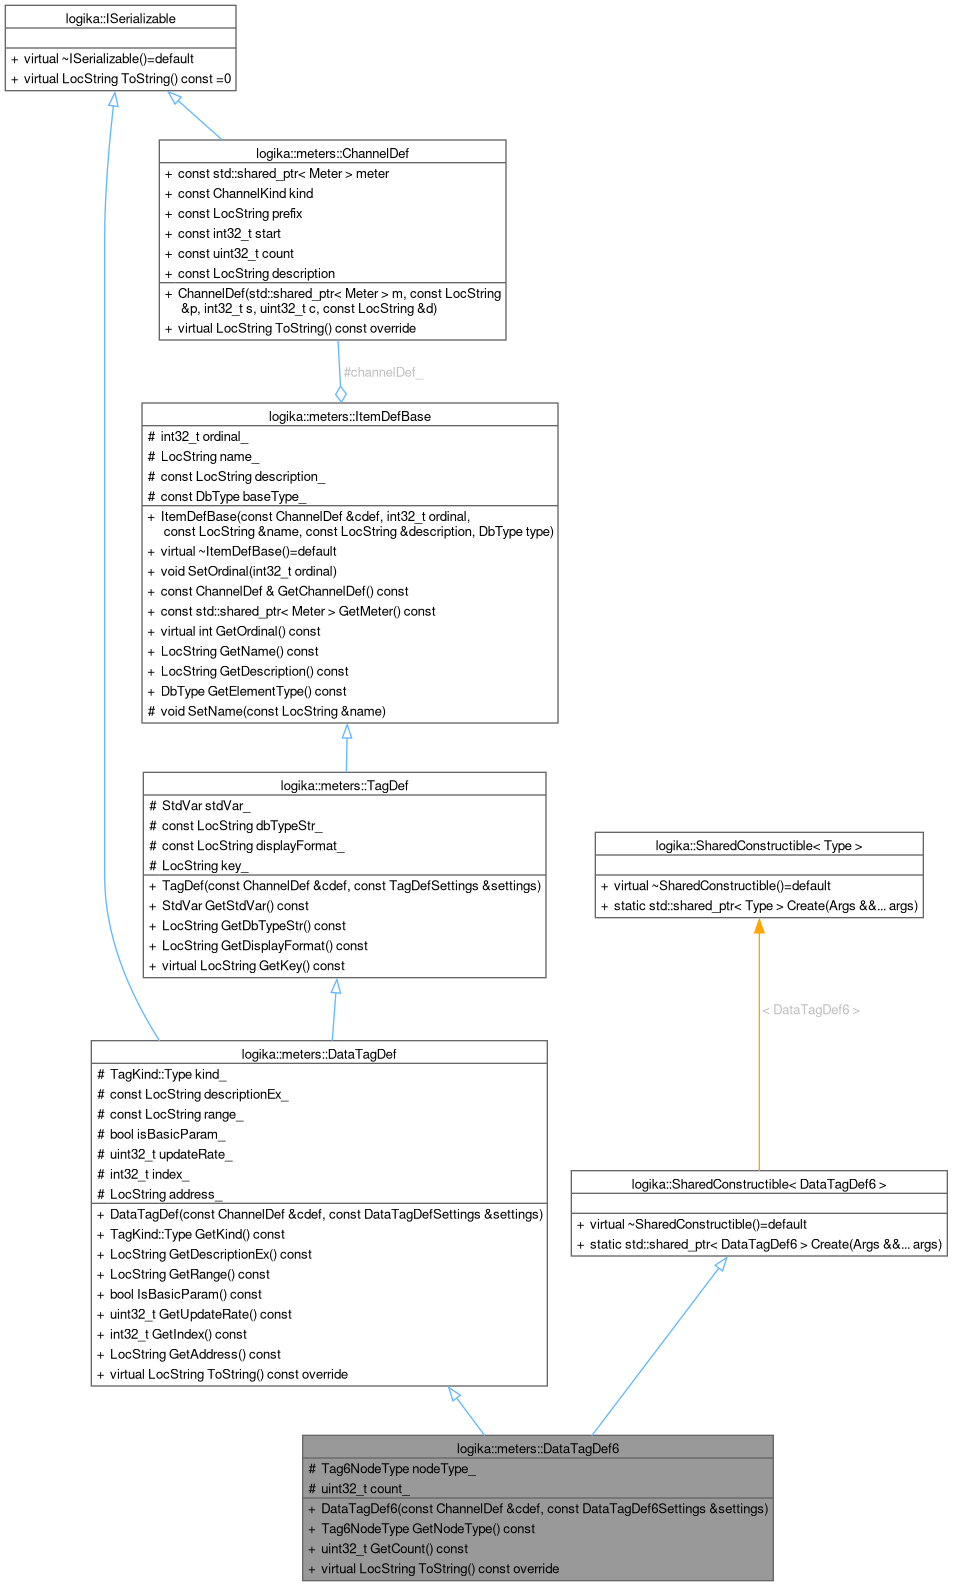 logika::ISerializable
+ virtual ~ISerializable()=default
+ virtual LocString ToString() const =0
logika::meters::ChannelDef
+ const std::shared_ptr< Meter > meter
+ const ChannelKind kind
+ const LocString prefix
+ const int32_t start
+ const uint32_t count
+ const LocString description
+ ChannelDef(std::shared_ptr< Meter > m, const LocString
&p, int32_t s, uint32_t c, const LocString &d)
+ virtual LocString ToString() const override
#channelDef_
logika::meters::ItemDefBase
# int32_t ordinal_
# LocString name_
# const LocString description_
# const DbType baseType_
+ ItemDefBase(const ChannelDef &cdef, int32_t ordinal,
const LocString &name, const LocString &description, DbType type)
+ virtual ~ItemDefBase()=default
+ void SetOrdinal(int32_t ordinal)
+ const ChannelDef & GetChannelDef() const
+ const std::shared_ptr< Meter > GetMeter() const
+ virtual int GetOrdinal() const
+ LocString GetName() const
+ LocString GetDescription() const
+ DbType GetElementType() const
# void SetName(const LocString &name)
logika::meters::TagDef
# StdVar stdVar_
# const LocString dbTypeStr_
# const LocString displayFormat_
# LocString key_
+ TagDef(const ChannelDef &cdef, const TagDefSettings &settings)
+ StdVar GetStdVar() const
+ LocString GetDbTypeStr() const
+ LocString GetDisplayFormat() const
+ virtual LocString GetKey() const
logika::SharedConstructible< Type >
+ virtual ~SharedConstructible()=default
+ static std::shared_ptr< Type > Create(Args &&... args)
< DataTagDef6 >
logika::meters::DataTagDef
# TagKind::Type kind_
# const LocString descriptionEx_
# const LocString range_
# bool isBasicParam_
# uint32_t updateRate_
# int32_t index_
# LocString address_
+ DataTagDef(const ChannelDef &cdef, const DataTagDefSettings &settings)
+ TagKind::Type GetKind() const
+ LocString GetDescriptionEx() const
+ LocString GetRange() const
+ bool IsBasicParam() const
+ uint32_t GetUpdateRate() const
+ int32_t GetIndex() const
+ LocString GetAddress() const
+ virtual LocString ToString() const override
logika::SharedConstructible< DataTagDef6 >
+ virtual ~SharedConstructible()=default
+ static std::shared_ptr< DataTagDef6 > Create(Args &&... args)
logika::meters::DataTagDef6
# Tag6NodeType nodeType_
# uint32_t count_
+ DataTagDef6(const ChannelDef &cdef, const DataTagDef6Settings &settings)
+ Tag6NodeType GetNodeType() const
+ uint32_t GetCount() const
+ virtual LocString ToString() const override